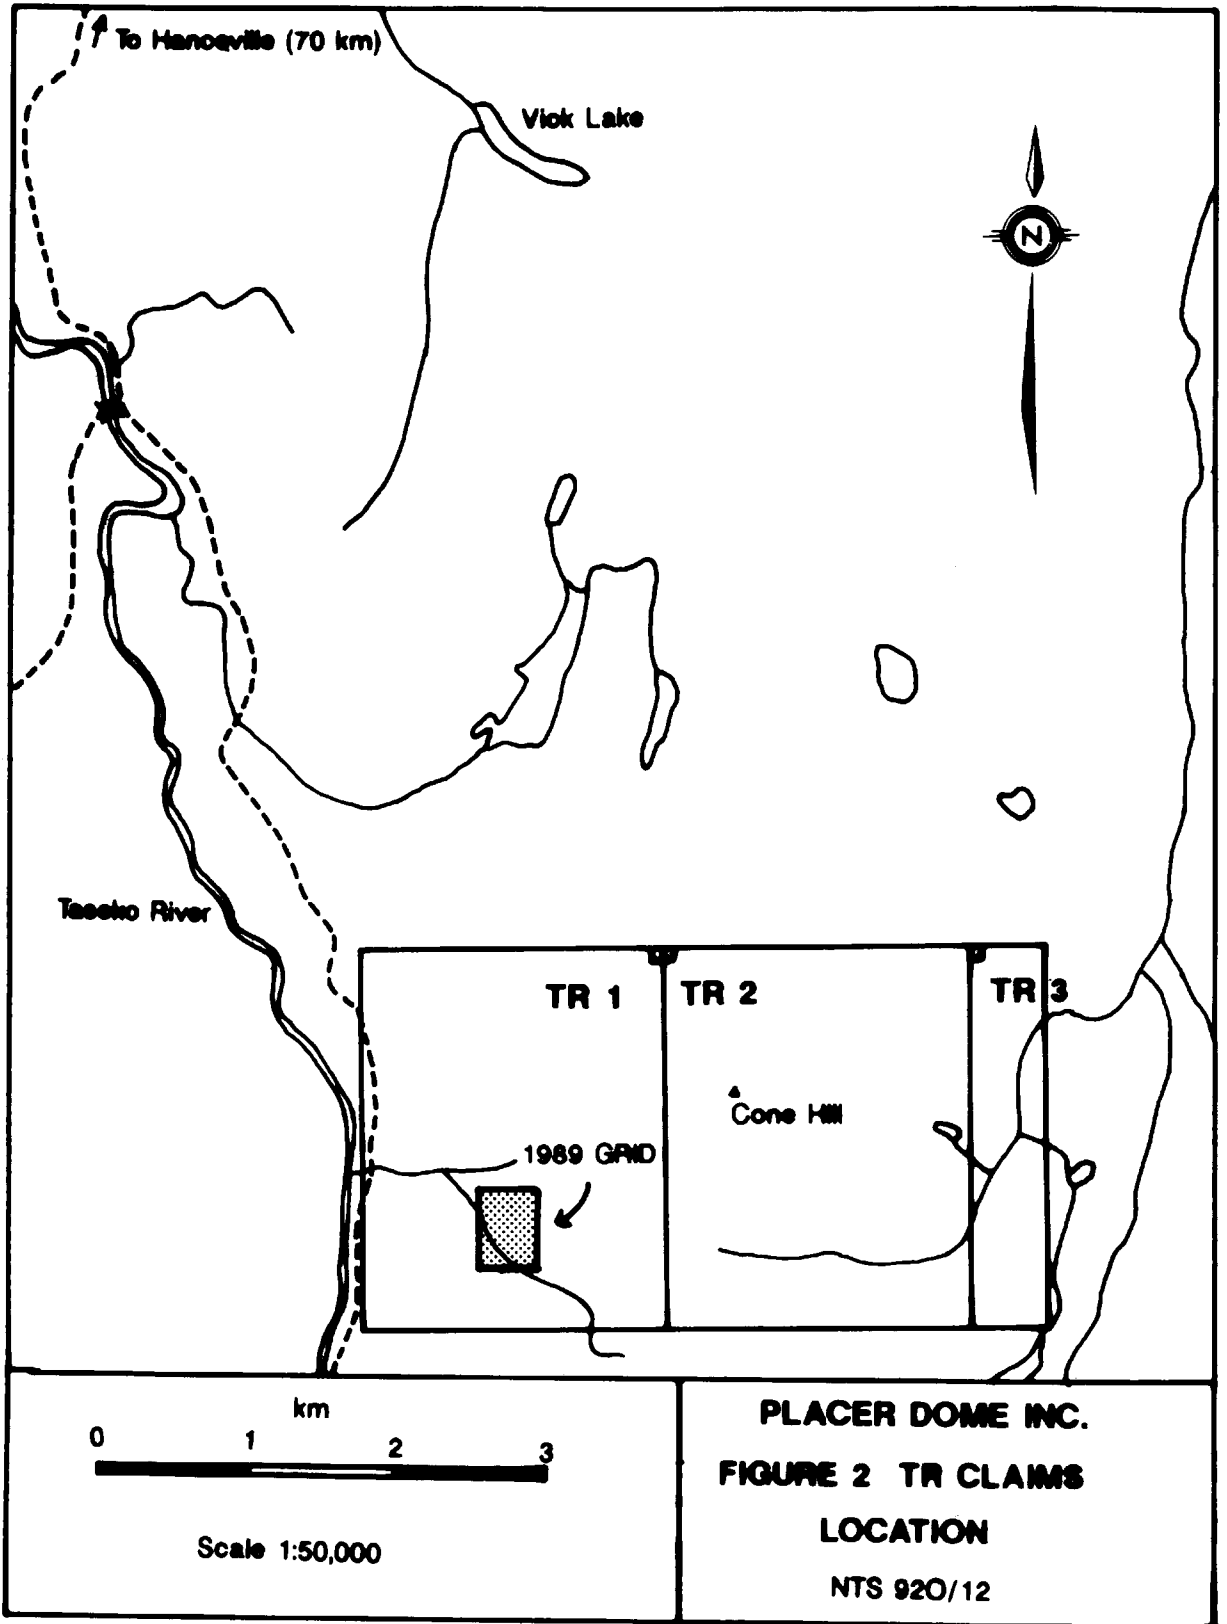 To Hanceville (70 km)
Vick Lake
N
Taseko River
TR 1
TR 2
TR 3
Cone Hill
1989 GRID
km
0 1 2 3
Scale 1:50,000
PLACER DOME INC.
FIGURE 2 TR CLAIMS
LOCATION
NTS 92O/12